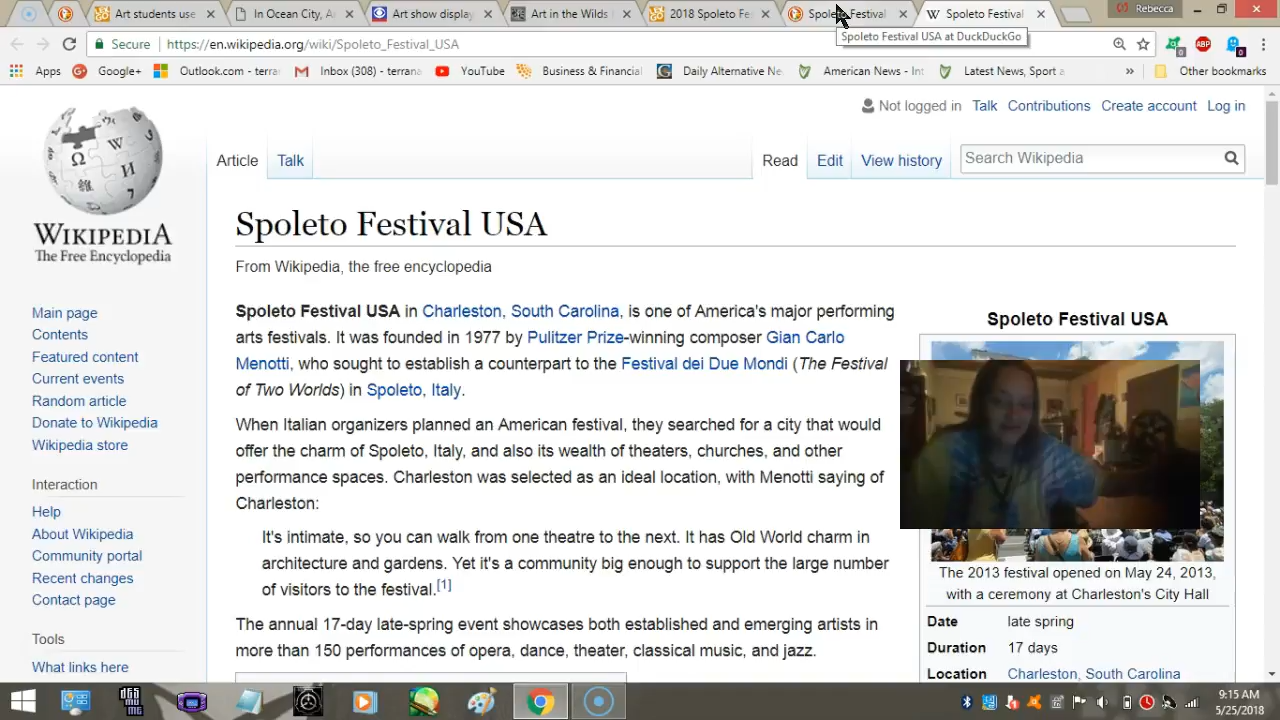 Art students use
In Ocean City, A
Art show display
Art in the Wilds
2018 Spoleto Fe
Spoleto Festival
Spoleto Festival
Rebecca
Secure https://en.wikipedia.org/wiki/Spoleto_Festival_USA
Spoleto Festival USA at DuckDuckGo
Apps Google+ Outlook.com - terra Inbox (308) - terrana YouTube Business & Financial Daily Alternative Ne American News - Int Latest News, Sport a » Other bookmarks
Not logged in Talk Contributions Create account Log in
Article Talk Read Edit View history Search Wikipedia
WIKIPEDIA
The Free Encyclopedia
Main page
Contents
Featured content
Current events
Random article
Donate to Wikipedia
Wikipedia store
Interaction
Help
About Wikipedia
Community portal
Recent changes
Contact page
Tools
What links here
Spoleto Festival USA
From Wikipedia, the free encyclopedia
Spoleto Festival USA in Charleston, South Carolina, is one of America's major performing
arts festivals. It was founded in 1977 by Pulitzer Prize-winning composer Gian Carlo
Menotti, who sought to establish a counterpart to the Festival dei Due Mondi (The Festival
of Two Worlds) in Spoleto, Italy.
When Italian organizers planned an American festival, they searched for a city that would
offer the charm of Spoleto, Italy, and also its wealth of theaters, churches, and other
performance spaces. Charleston was selected as an ideal location, with Menotti saying of
Charleston:
It's intimate, so you can walk from one theatre to the next. It has Old World charm in
architecture and gardens. Yet it's a community big enough to support the large number
of visitors to the festival.[1]
The annual 17-day late-spring event showcases both established and emerging artists in
more than 150 performances of opera, dance, theater, classical music, and jazz.
Spoleto Festival USA
The 2013 festival opened on May 24, 2013,
with a ceremony at Charleston's City Hall
Date late spring
Duration 17 days
Location Charleston, South Carolina
9:15 AM
5/25/2018